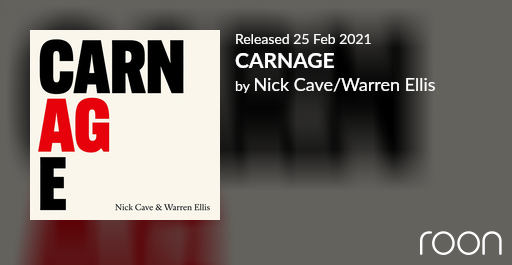 CARN
AG
E
Nick Cave & Warren Ellis
Released 25 Feb 2021
CARNAGE
by Nick Cave/Warren Ellis
roon